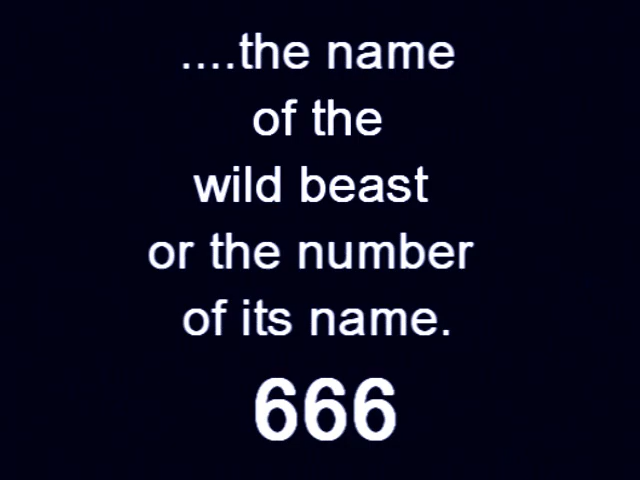 ....the name
of the
wild beast
or the number
of its name.
666